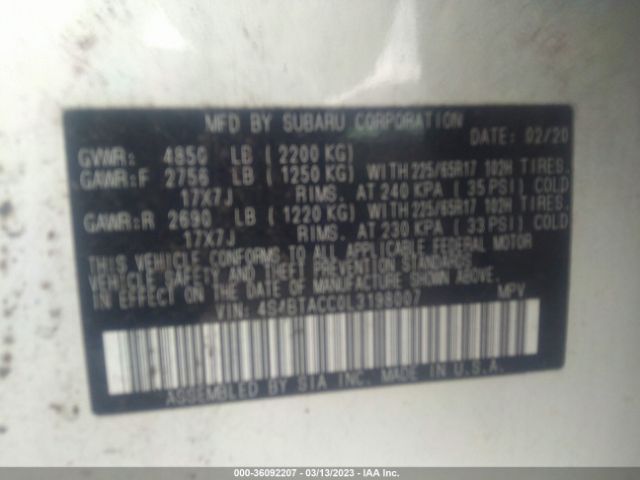 MFD BY SUBARU CORPORATION
DATE: 02/20
GVWR: 4850 LB (2200 KG)
GAWR:F 2756 LB (1250 KG) WITH 225/65R17 102H TIRES.
17X7J RIMS. AT 240 KPA (35 PSI) COLD
GAWR:R 2690 LB (1220 KG) WITH 225/65R17 102H TIRES.
17X7J RIMS. AT 230 KPA (33 PSI) COLD
THIS VEHICLE CONFORMS TO ALL APPLICABLE FEDERAL MOTOR
VEHICLE SAFETY AND THEFT PREVENTION STANDARDS
IN EFFECT ON THE DATE OF MANUFACTURE SHOWN ABOVE.
VIN: 4S4BTACC0L3198007 MPV
ASSEMBLED BY SIA INC. MADE IN U.S.A.
000-36092207 - 03/13/2023 - IAA Inc.